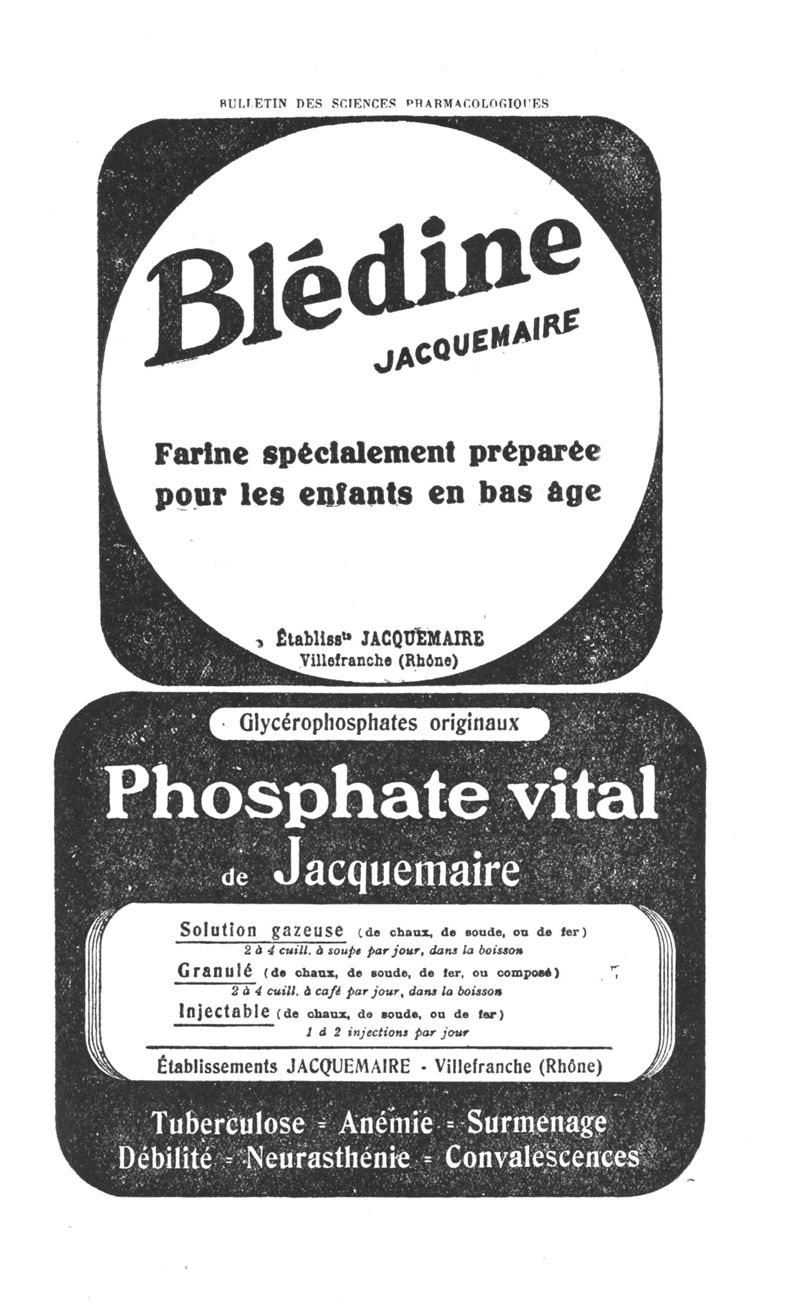 BULLETIN DES SCIENCES PHARMACOLOGIQUES
Blédine
JACQUEMAIRE
Farine spécialement préparée
pour les enfants en bas âge
Établissts JACQUEMAIRE
Villefranche (Rhône)
Glycérophosphates originaux
Phosphate vital
de Jacquemaire
Solution gazeuse (de chaux, de soude, ou de fer)
2 à 4 cuill. à soupe par jour, dans la boisson
Granulé (de chaux, de soude, de fer, ou composé)
2 à 4 cuill. à café par jour, dans la boisson
Injectable (de chaux, de soude, ou de fer)
1 à 2 injections par jour
Établissements JACQUEMAIRE - Villefranche (Rhône)
Tuberculose = Anémie = Surmenage
Débilité = Neurasthénie = Convalescences